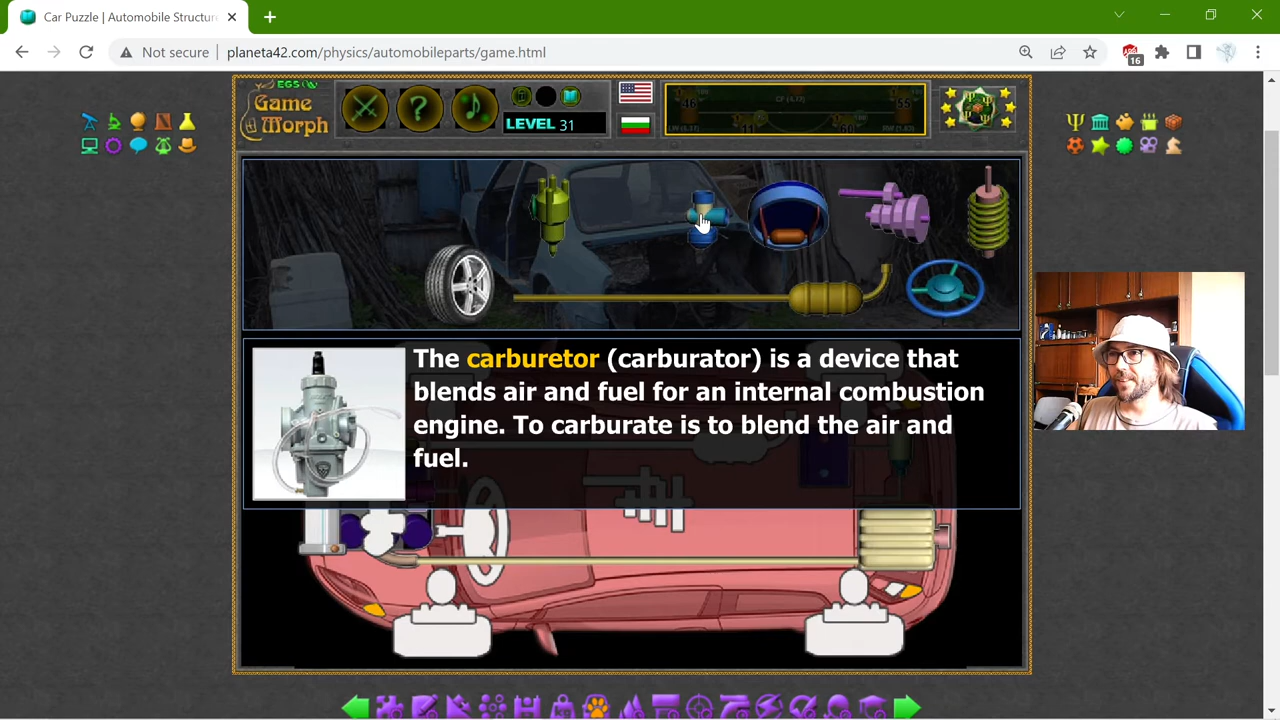 Car Puzzle | Automobile Structur
Not secure
planeta42.com/physics/automobileparts/game.html
16
EGS
Game
Morph
LEVEL 31
The carburetor (carburator) is a device that
blends air and fuel for an internal combustion
engine. To carburate is to blend the air and
fuel.